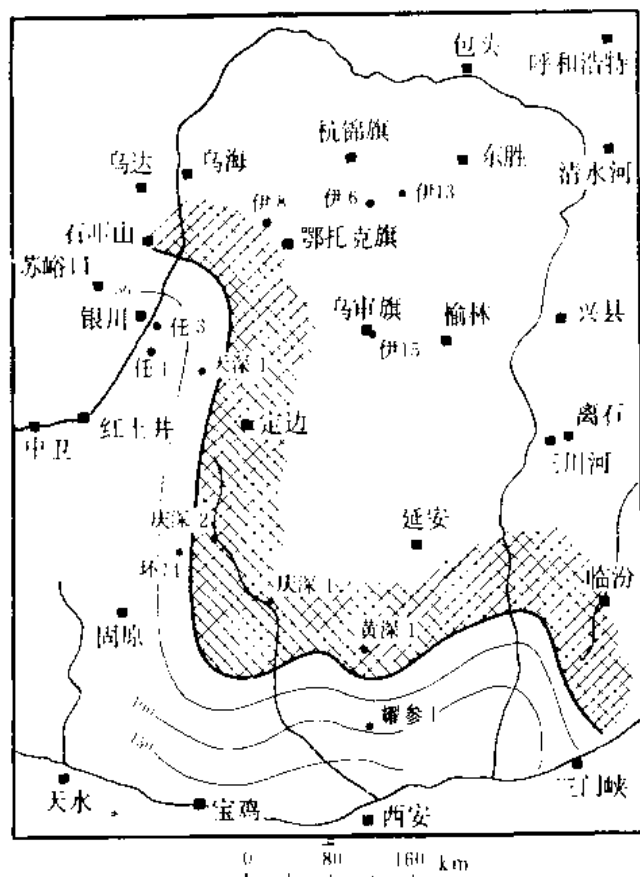 包头
呼和浩特
杭锦旗
东胜
清水河
乌达
乌海
伊8
伊6
伊13
石咀山
鄂托克旗
苏峪口
50
银川
任3
乌审旗
榆林
兴县
伊15
任1
天深1
红土井
定边
离石
中卫
三川河
庆深2
延安
环14
庆深1
临汾
固原
黄深1
100
耀参1
150
天水
宝鸡
西安
三门峡
0 80 160 km